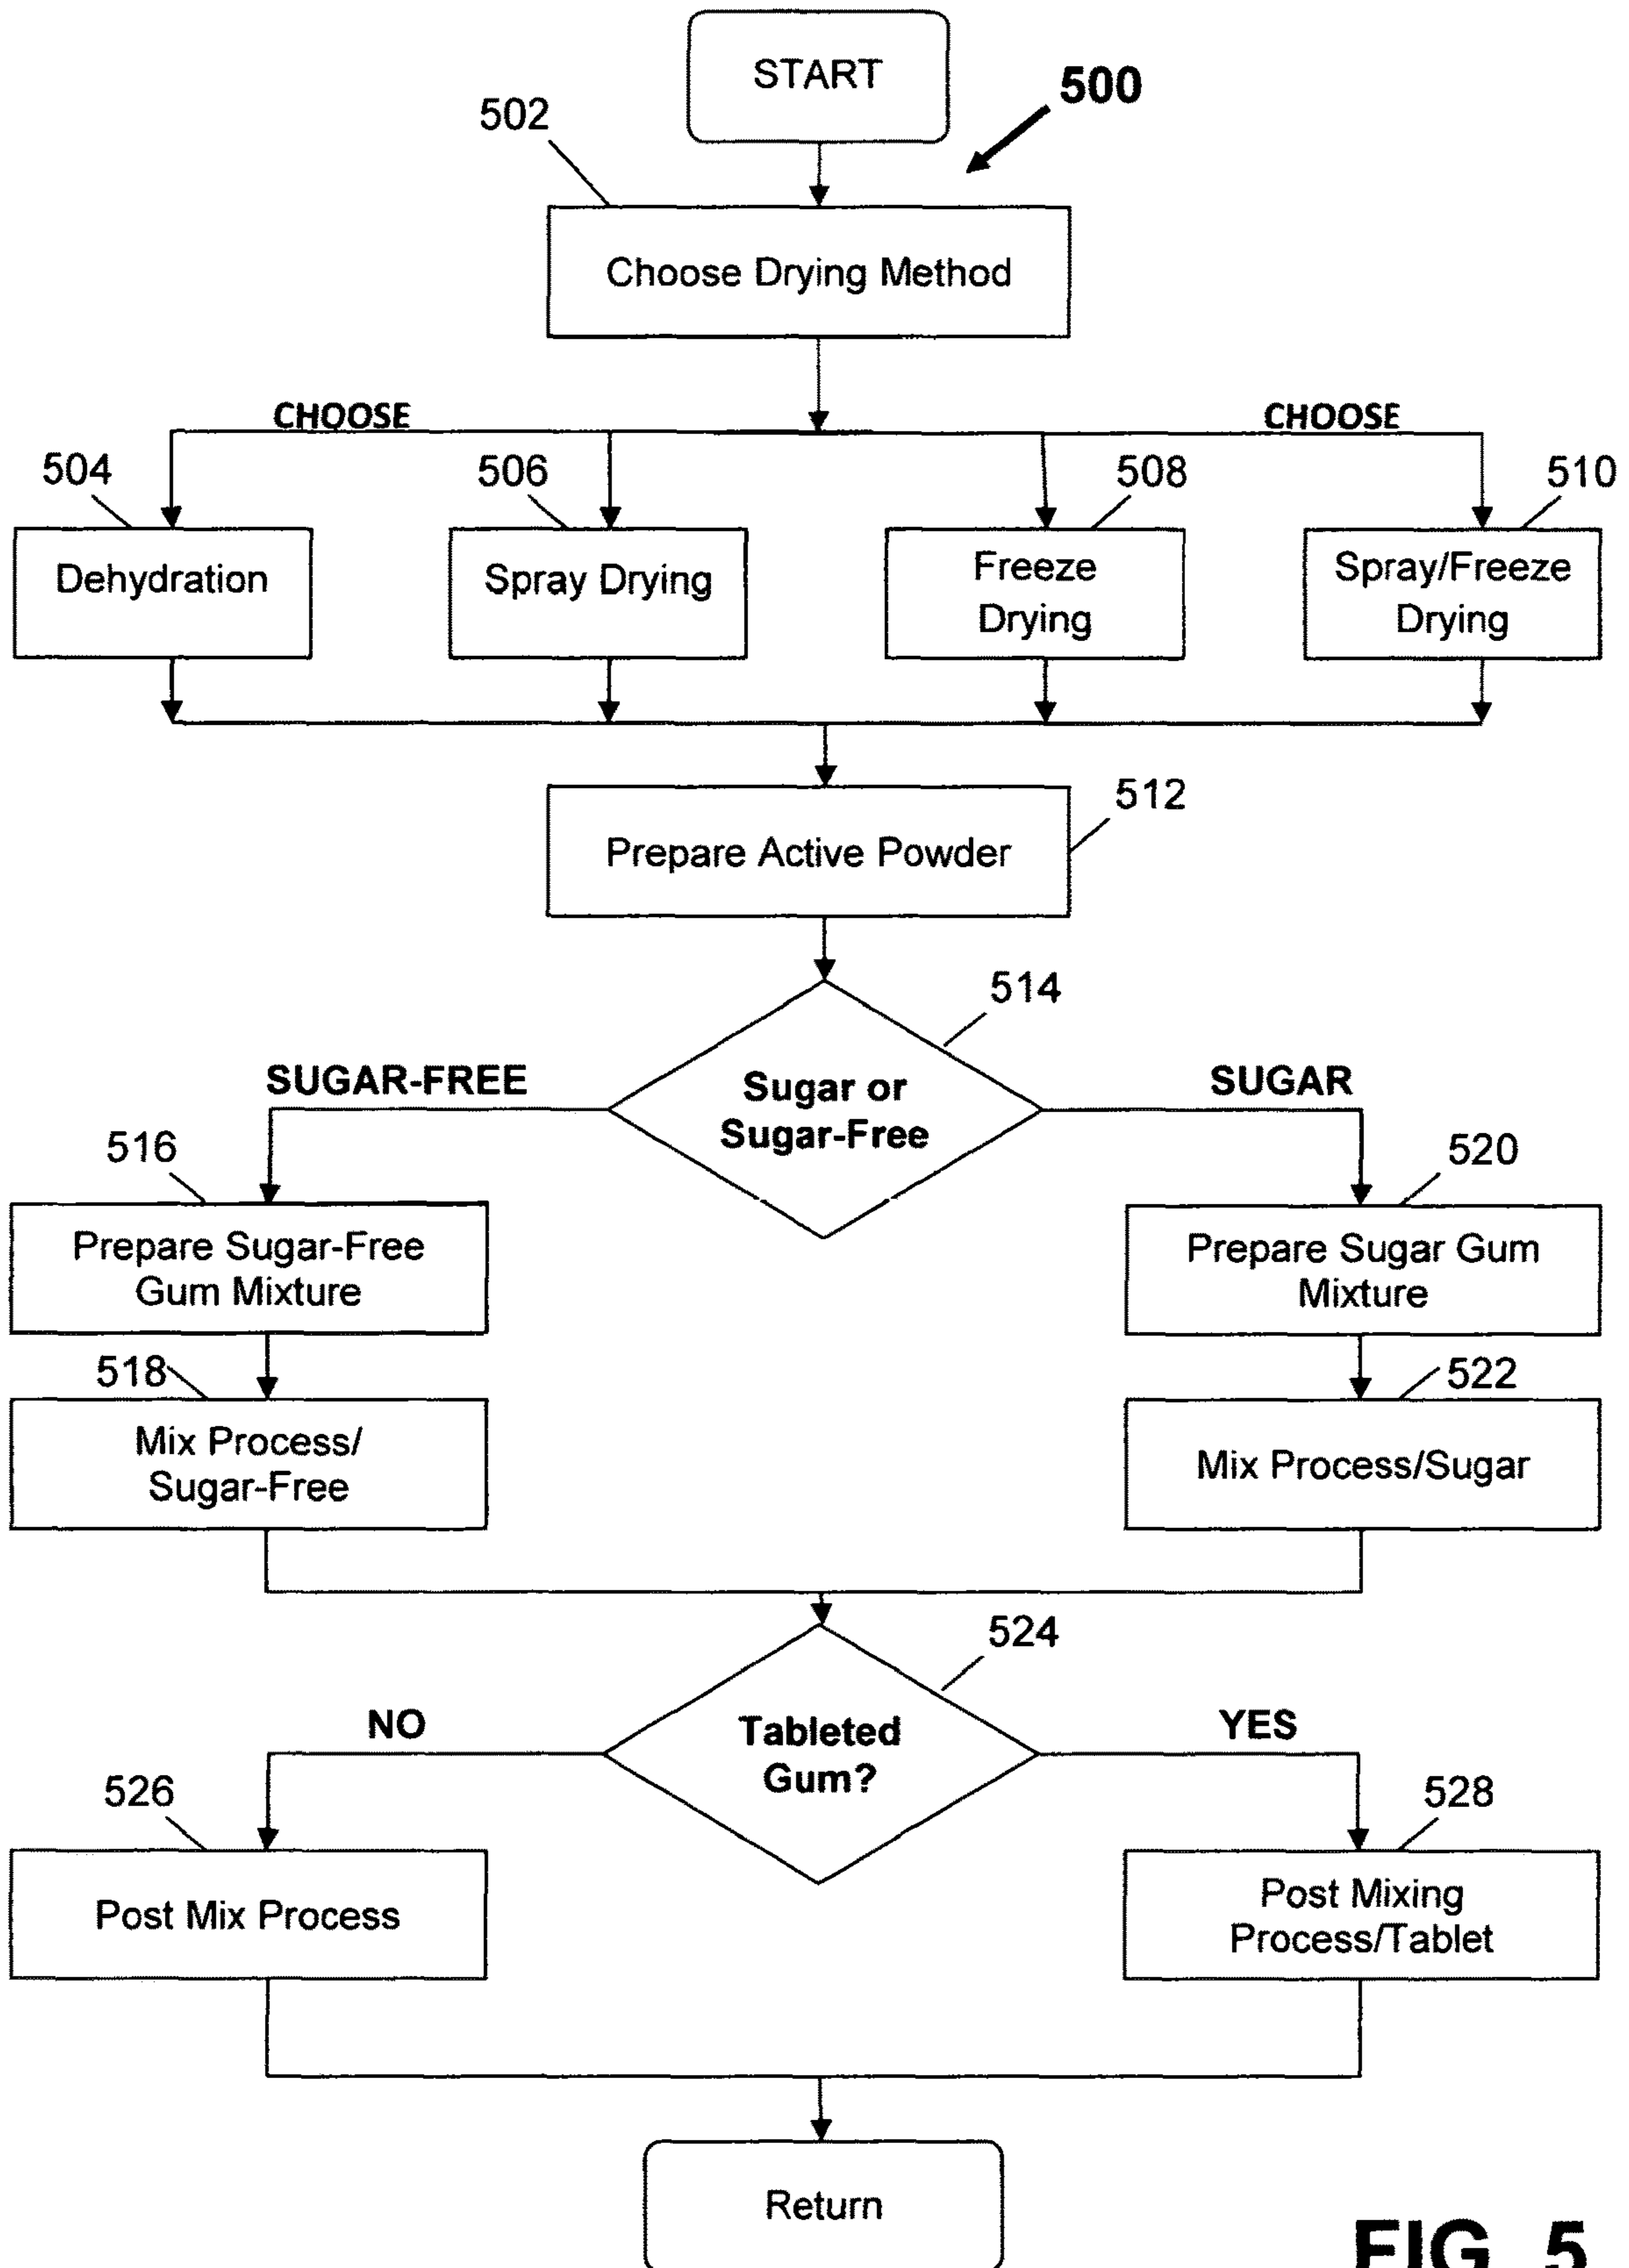 START
500
502
Choose Drying Method
CHOOSE
CHOOSE
504
506
508
510
Dehydration
Spray Drying
Freeze
Drying
Spray/Freeze
Drying
512
Prepare Active Powder
514
SUGAR-FREE
Sugar or
Sugar-Free
SUGAR
516
520
Prepare Sugar-Free
Gum Mixture
Prepare Sugar Gum
Mixture
518
522
Mix Process/
Sugar-Free
Mix Process/Sugar
524
NO
Tableted
Gum?
YES
526
528
Post Mix Process
Post Mixing
Process/Tablet
Return
FIG. 5